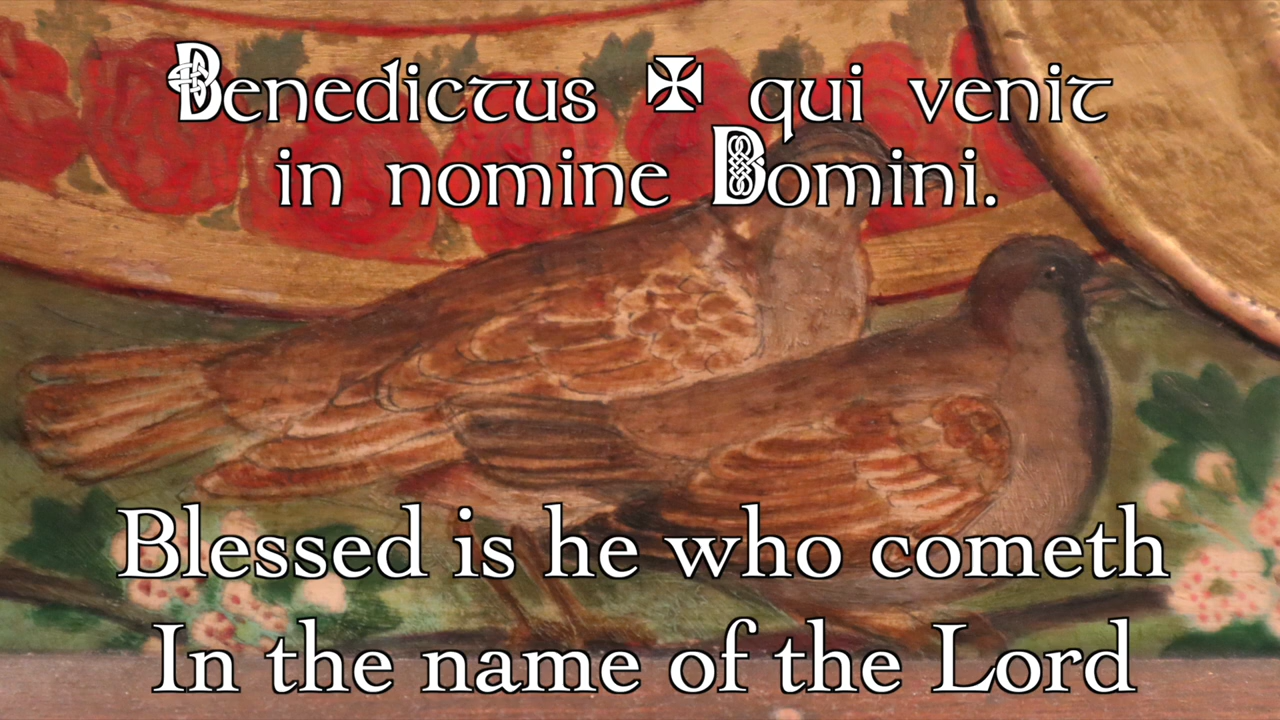 Benedictus ✠ qui venit
in nomine Domini.
Blessed is he who cometh
In the name of the Lord